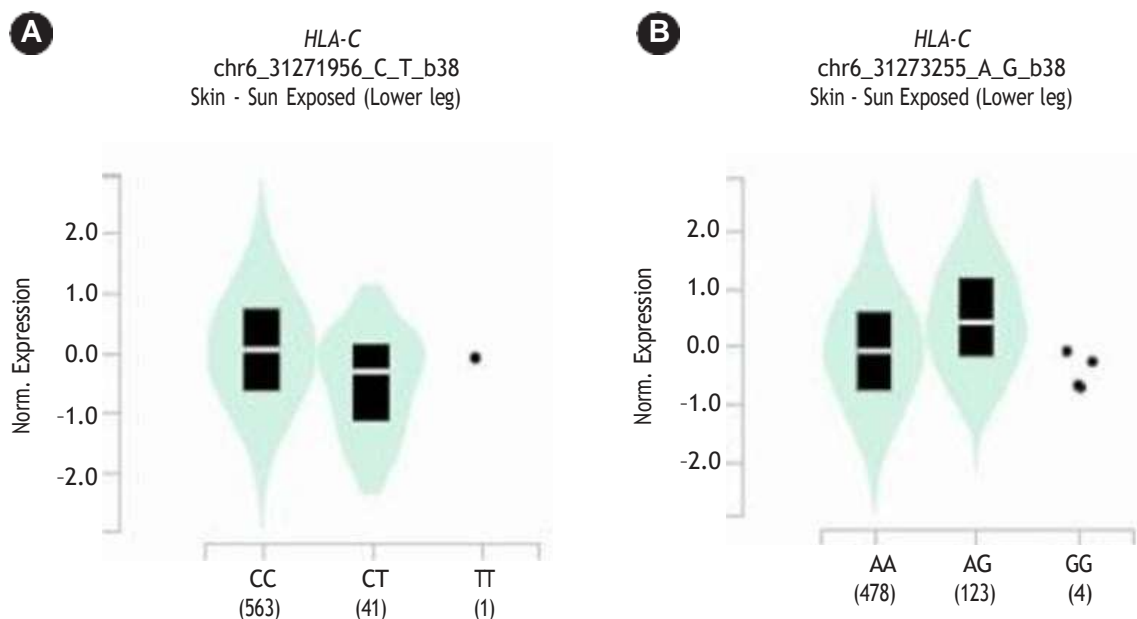 A
HLA-C
chr6_31271956_C_T_b38
Skin - Sun Exposed (Lower leg)
Norm. Expression
2.0
1.0
0.0
-1.0
-2.0
CC
(563)
CT
(41)
TT
(1)
B
HLA-C
chr6_31273255_A_G_b38
Skin - Sun Exposed (Lower leg)
Norm. Expression
2.0
1.0
0.0
-1.0
-2.0
AA
(478)
AG
(123)
GG
(4)